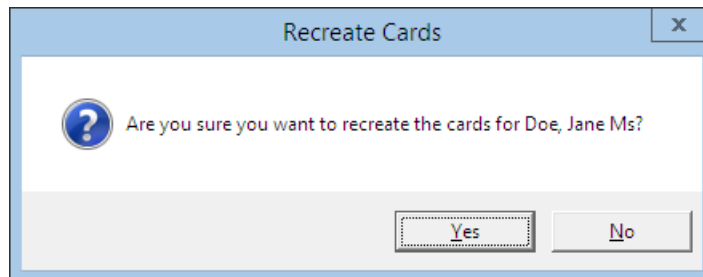 Recreate Cards
x
?
Are you sure you want to recreate the cards for Doe, Jane Ms?
Yes
No